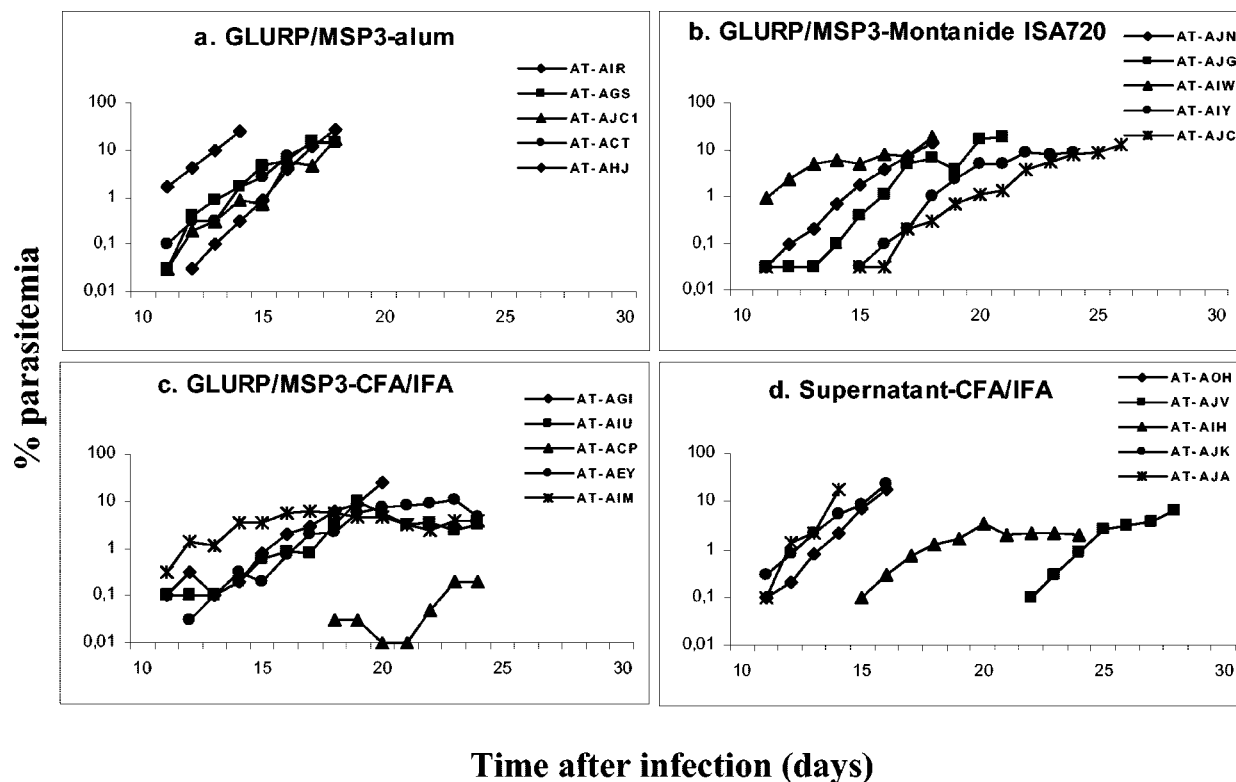 a. GLURP/MSP3-alum
AT-AIR
AT-AGS
AT-AJC1
AT-ACT
AT-AHJ
100
10
1
0,1
0,01
10 15 20 25 30
b. GLURP/MSP3-Montanide ISA720
AT-AJN
AT-AJG
AT-AIW
AT-AIY
AT-AJC
100
10
1
0,1
0,01
10 15 20 25 30
% parasitemia
c. GLURP/MSP3-CFA/IFA
AT-AGI
AT-AIU
AT-ACP
AT-AEY
AT-AIM
100
10
1
0,1
0,01
10 15 20 25 30
d. Supernatant-CFA/IFA
AT-AOH
AT-AJV
AT-AIH
AT-AJK
AT-AJA
100
10
1
0,1
0,01
10 15 20 25 30
Time after infection (days)